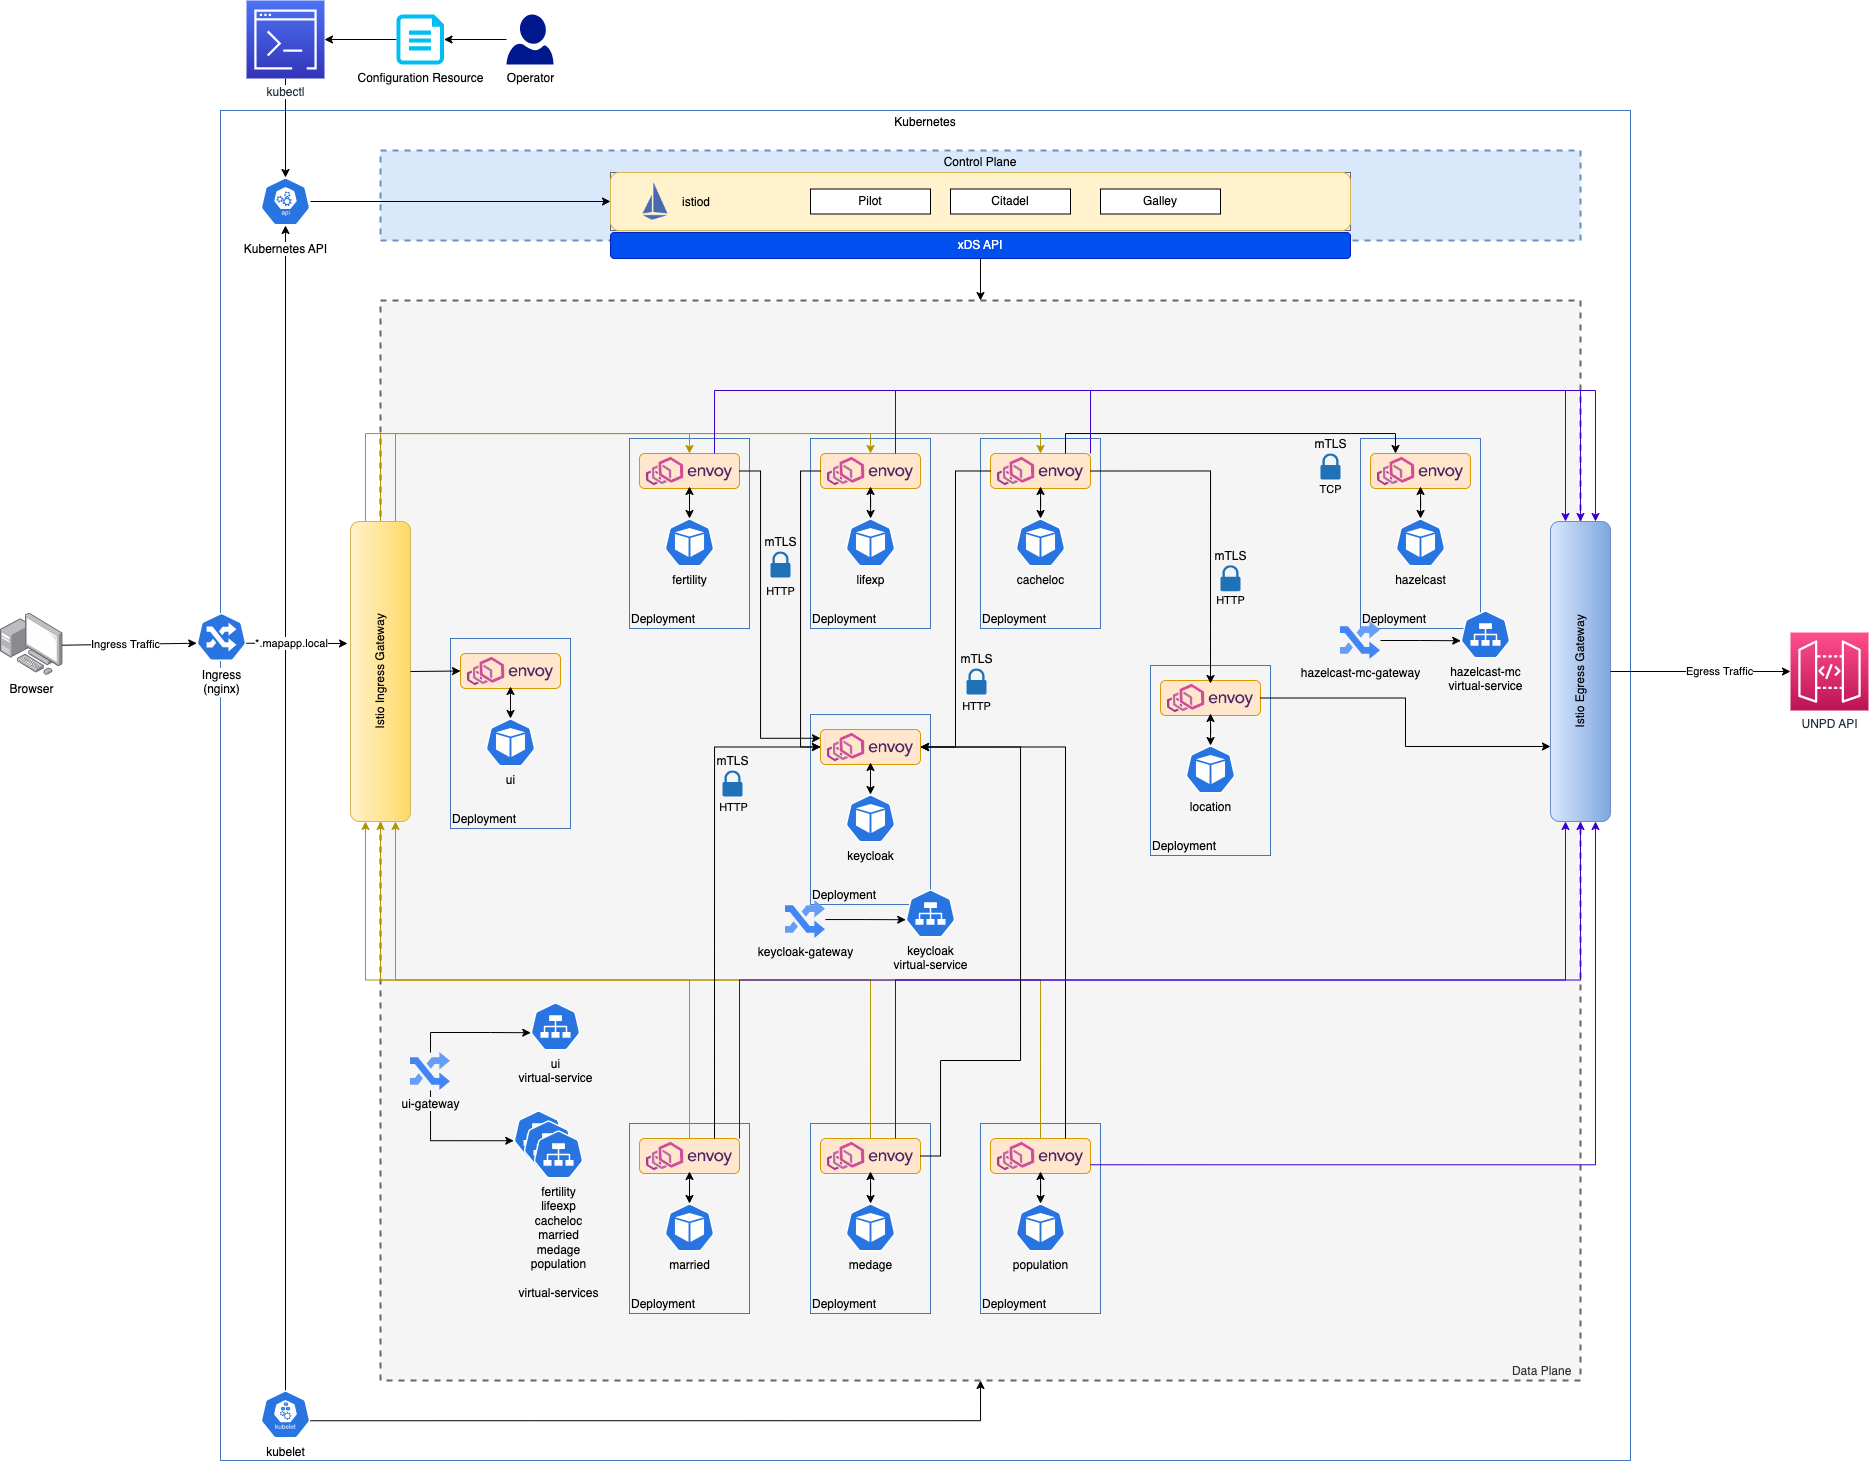 kubectl
Configuration Resource
Operator
Kubernetes
Control Plane
api
istiod
Pilot
Citadel
Galley
Kubernetes API
xDS API
envoy
envoy
envoy
envoy
mTLS
TCP
fertility
lifexp
cacheloc
hazelcast
mTLS
HTTP
mTLS
HTTP
Deployment
Deployment
Deployment
Deployment
Browser
Ingress Traffic
Ingress
(nginx)
*.mapapp.local
Istio Ingress Gateway
envoy
ui
Deployment
mTLS
HTTP
hazelcast-mc-gateway
hazelcast-mc
virtual-service
Istio Egress Gateway
Egress Traffic
UNPD API
envoy
location
Deployment
mTLS
HTTP
envoy
keycloak
Deployment
keycloak-gateway
keycloak
virtual-service
ui
virtual-service
ui-gateway
fertility
lifeexp
cacheloc
married
medage
population
virtual-services
envoy
envoy
envoy
married
medage
population
Deployment
Deployment
Deployment
Data Plane
kubelet
kubelet